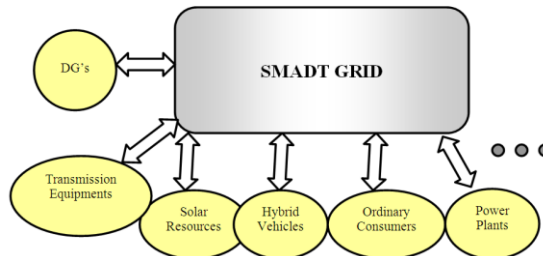 DG's
SMADT GRID
Transmission
Equipments
Solar
Resources
Hybrid
Vehicles
Ordinary
Consumers
Power
Plants